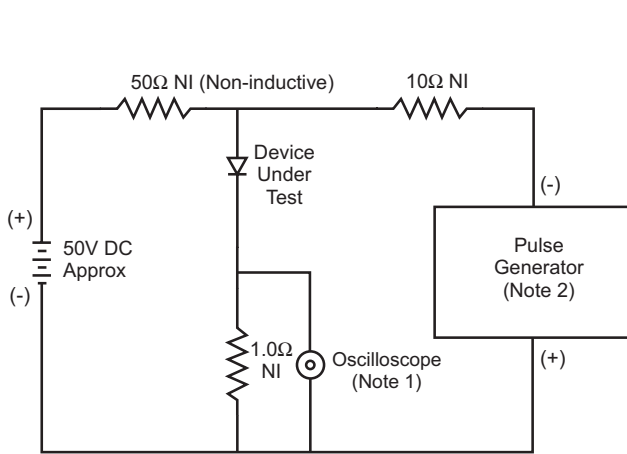 50Ω NI (Non-inductive)
10Ω NI
Device
Under
Test
(-)
(+)
50V DC
Approx
(-)
Pulse
Generator
(Note 2)
1.0Ω
NI
Oscilloscope
(Note 1)
(+)